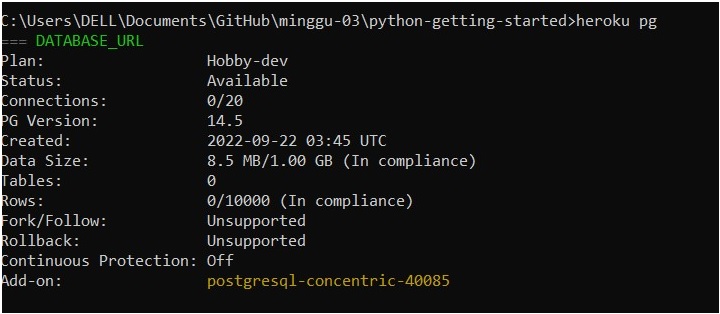 C:\Users\DELL\Documents\GitHub\minggu-03\python-getting-started>heroku pg
=== DATABASE_URL
Plan:                  Hobby-dev
Status:                Available
Connections:           0/20
PG Version:            14.5
Created:               2022-09-22 03:45 UTC
Data Size:             8.5 MB/1.00 GB (In compliance)
Tables:                0
Rows:                  0/10000 (In compliance)
Fork/Follow:           Unsupported
Rollback:              Unsupported
Continuous Protection: Off
Add-on:                postgresql-concentric-40085